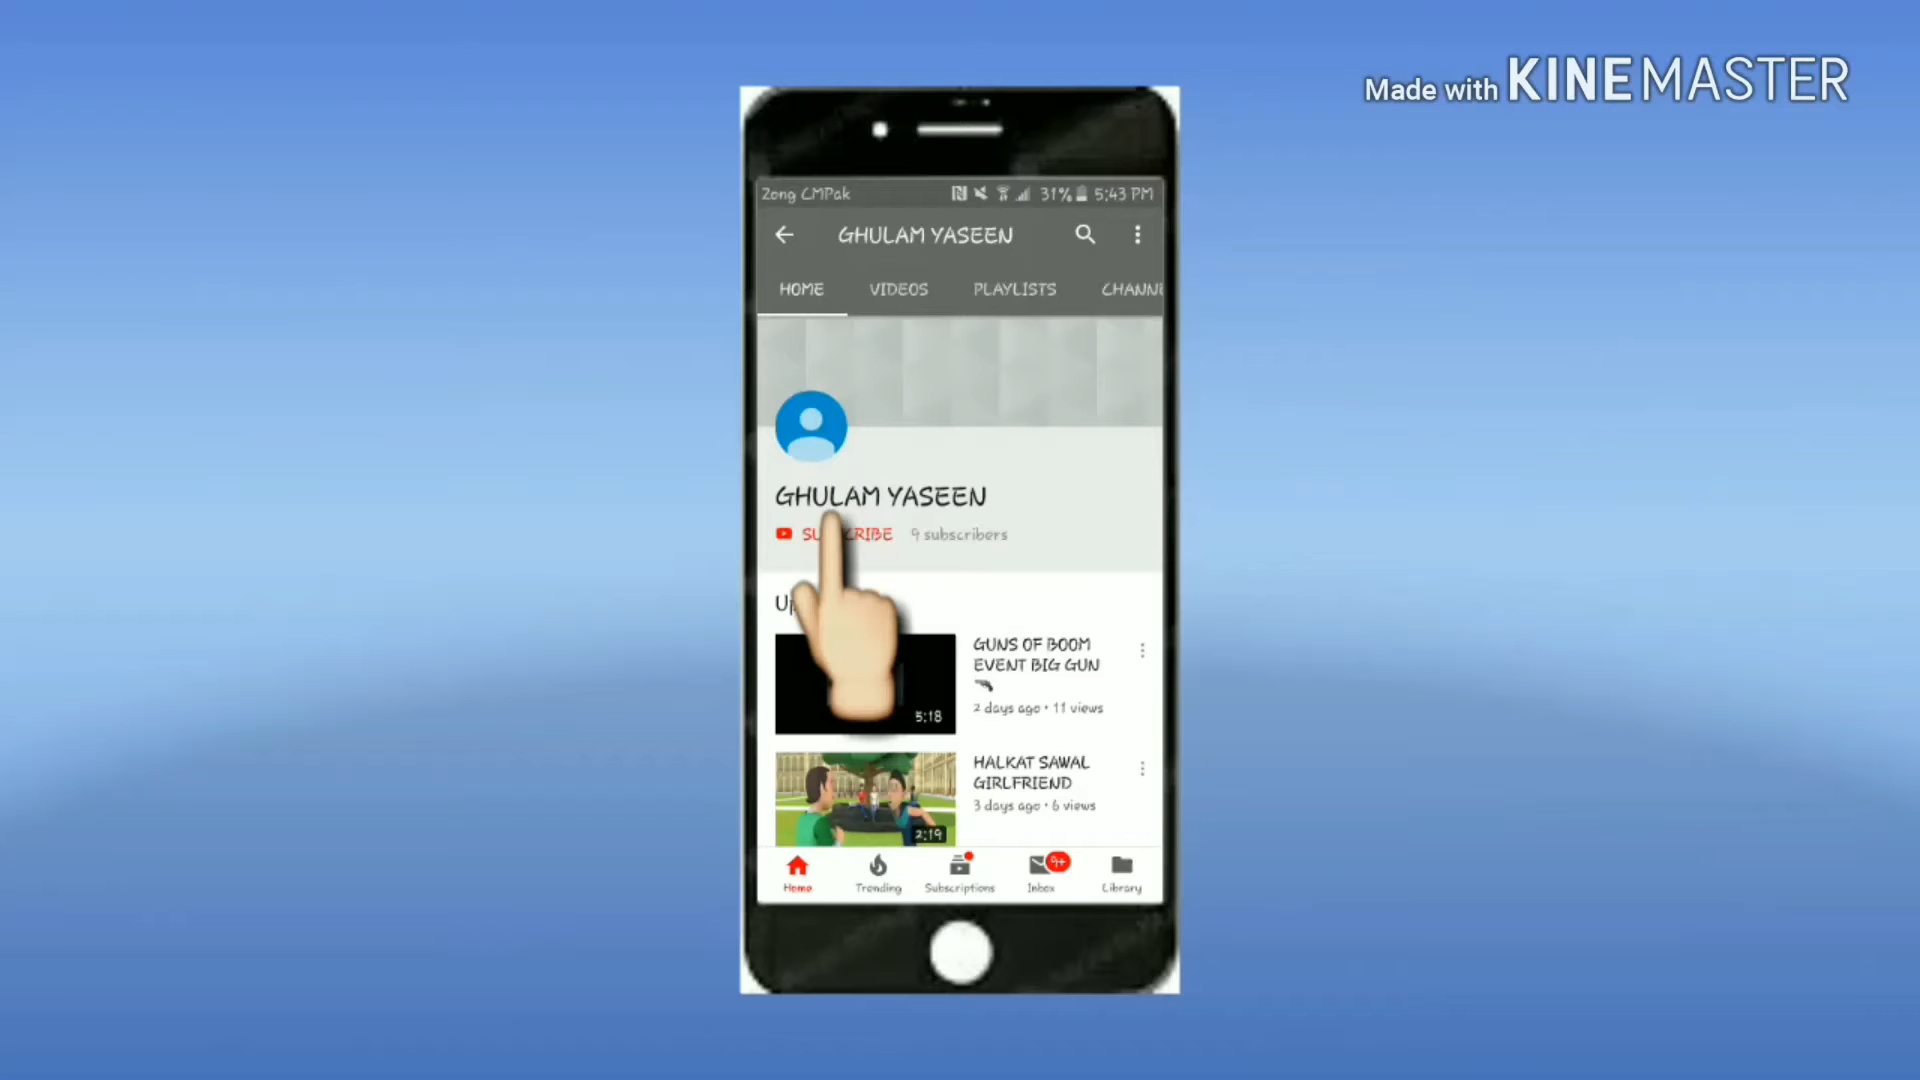 Made with KINEMASTER
Zong CMPak 31% 5:43 PM
GHULAM YASEEN
HOME VIDEOS PLAYLISTS CHANNE
GHULAM YASEEN
9 subscribers
GUNS OF BOOM
EVENT BIG GUN
2 days ago • 11 views
5:18
HALKAT SAWAL
GIRLFRIEND
3 days ago • 6 views
2:19
9+
Home Trending Subscriptions Inbox Library